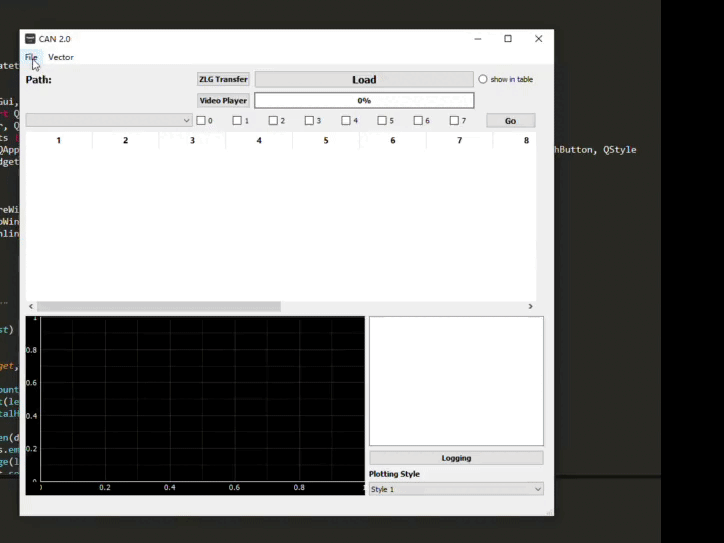 CAN 2.0
File Vector
Path:
ZLG Transfer
Load
show in table
Video Player
0%
0 1 2 3 4 5 6 7
Go
1 2 3 4 5 6 7 8
hButton, QStyle
1
0.8
0.6
0.4
0.2
0
0.2 0.4 0.6 0.8
Logging
Plotting Style
Style 1